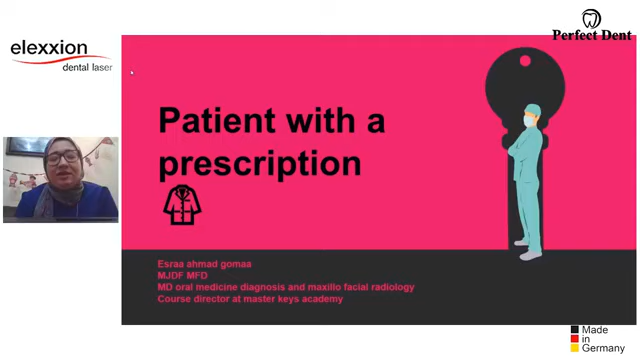 elexxion
dental laser
Perfect Dent
Patient with a
prescription
Esraa ahmad gomaa
MJDF MFD
MD oral medicine diagnosis and maxillo facial radiology
Course director at master keys academy
Made
in
Germany